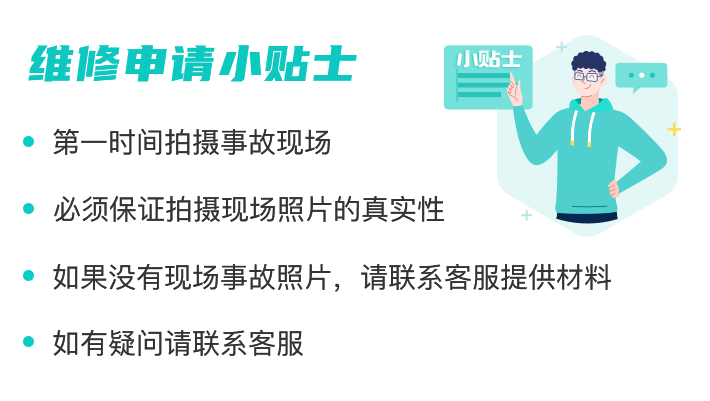 维修申请小贴士
小贴士
第一时间拍摄事故现场
必须保证拍摄现场照片的真实性
如果没有现场事故照片，请联系客服提供材料
如有疑问请联系客服